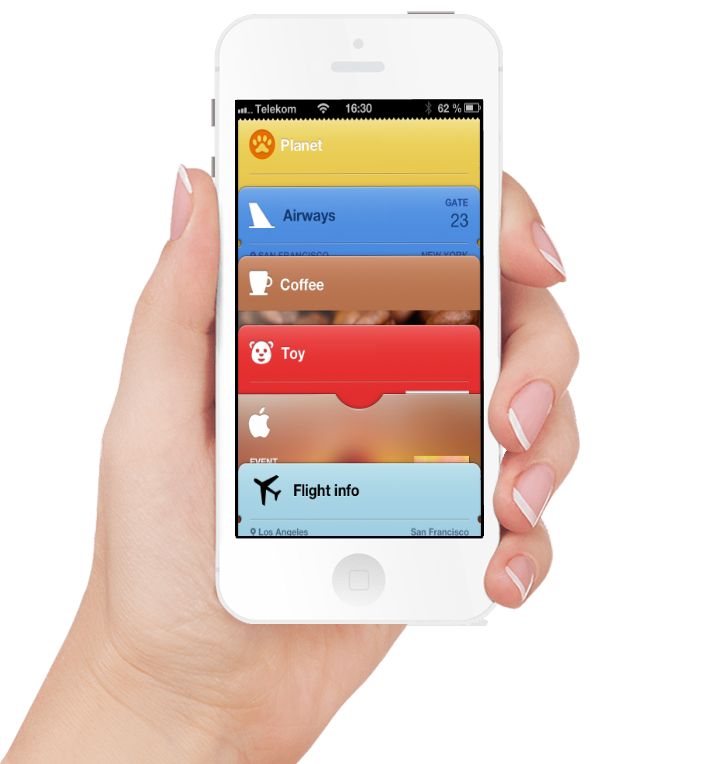 Telekom 16:30 62 %
Planet
Airways GATE
23
SAN FRANCISCO NEW YORK
Coffee
Toy
EVENT
Flight info
Los Angeles San Francisco